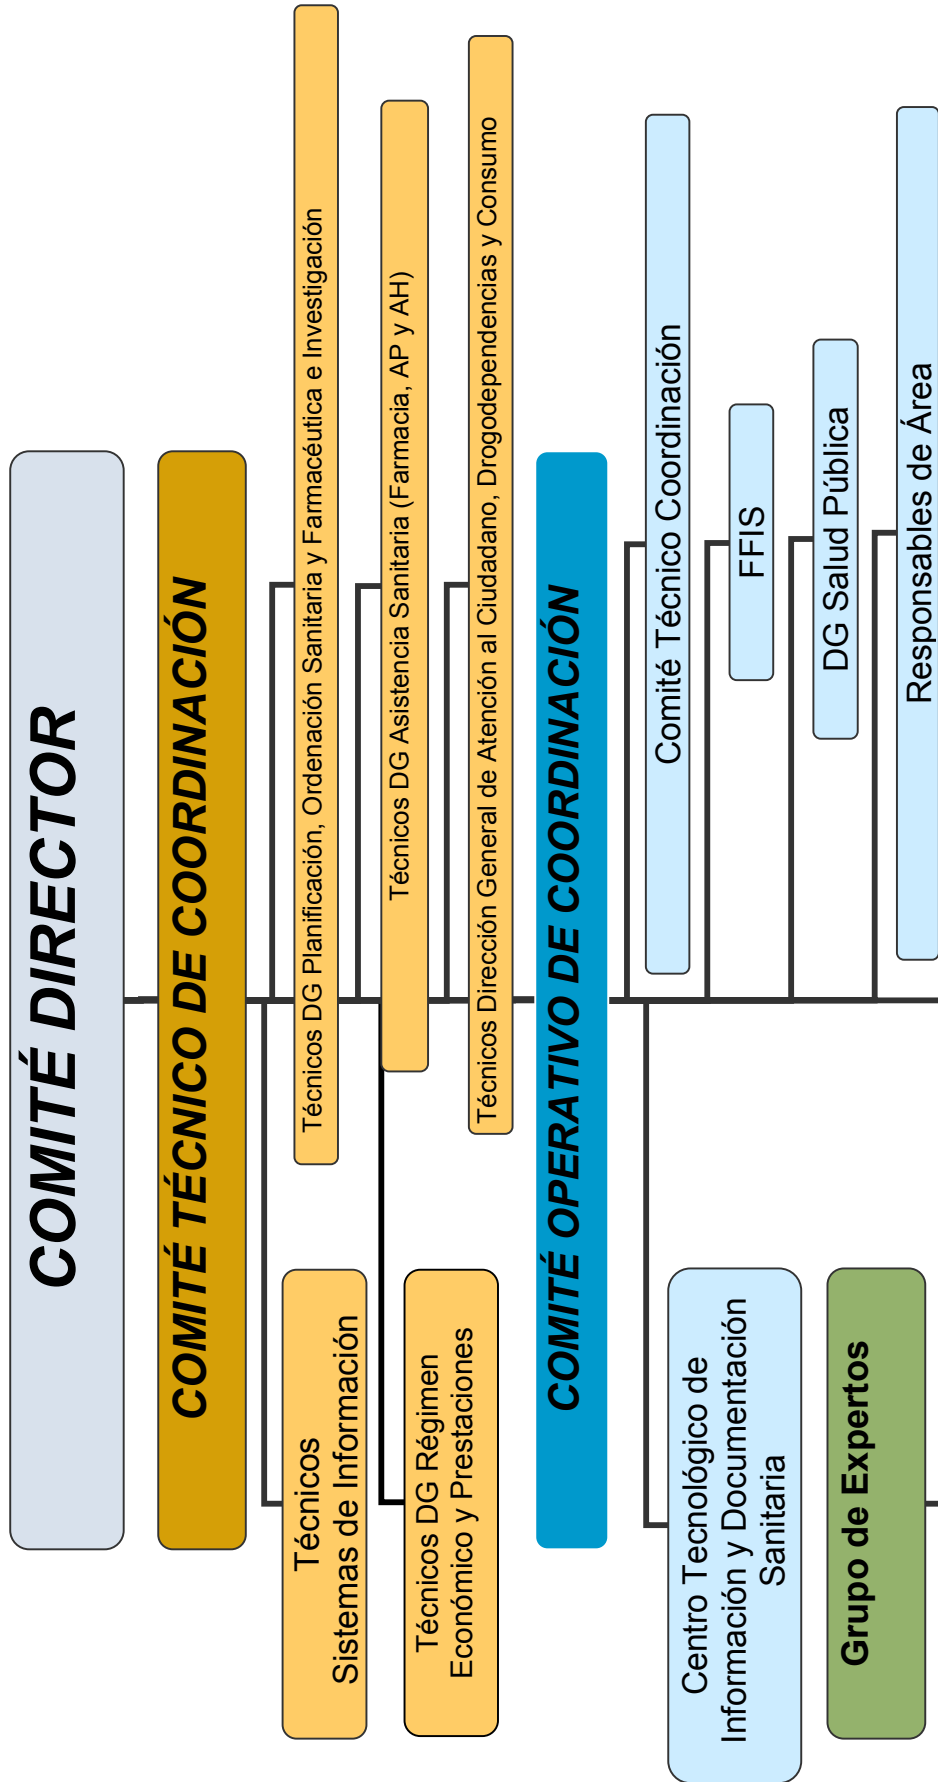 COMITÉ DIRECTOR
COMITÉ TÉCNICO DE COORDINACIÓN
Técnicos
Sistemas de Información
Técnicos DG Planificación, Ordenación Sanitaria y Farmacéutica e Investigación
Técnicos DG Régimen
Económico y Prestaciones
Técnicos DG Asistencia Sanitaria (Farmacia, AP y AH)
Técnicos Dirección General de Atención al Ciudadano, Drogodependencias y Consumo
COMITÉ OPERATIVO DE COORDINACIÓN
Centro Tecnológico de
Información y Documentación
Sanitaria
Comité Técnico Coordinación
FFIS
Grupo de Expertos
DG Salud Pública
Responsables de Área